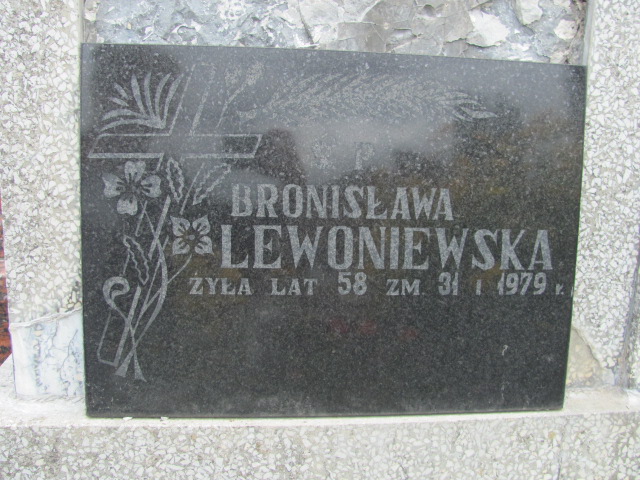 Ś P
BRONISŁAWA
LEWONIEWSKA
ŻYŁA LAT 58 ZM. 31 I 1979 R.